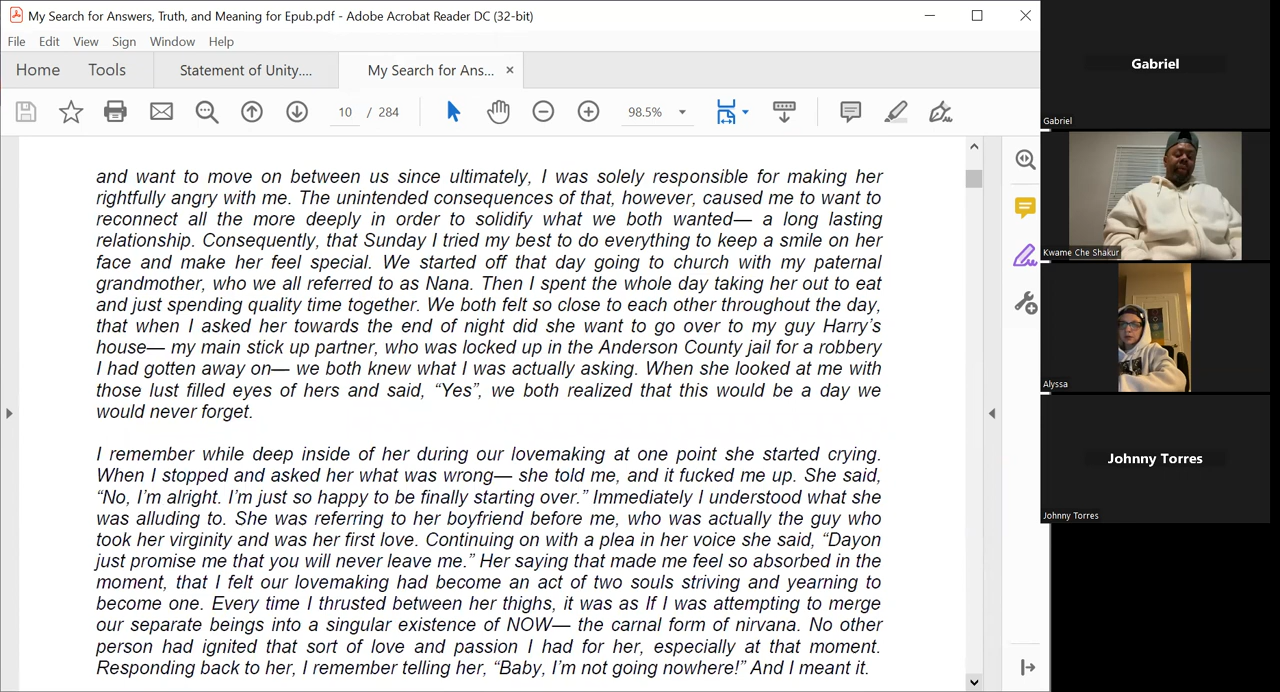 My Search for Answers, Truth, and Meaning for Epub.pdf - Adobe Acrobat Reader DC (32-bit)
File Edit View Sign Window Help
Home Tools Statement of Unity.... My Search for Ans... ×
10 / 284 98.5%
and want to move on between us since ultimately, I was solely responsible for making her
rightfully angry with me. The unintended consequences of that, however, caused me to want to
reconnect all the more deeply in order to solidify what we both wanted— a long lasting
relationship. Consequently, that Sunday I tried my best to do everything to keep a smile on her
face and make her feel special. We started off that day going to church with my paternal
grandmother, who we all referred to as Nana. Then I spent the whole day taking her out to eat
and just spending quality time together. We both felt so close to each other throughout the day,
that when I asked her towards the end of night did she want to go over to my guy Harry's
house— my main stick up partner, who was locked up in the Anderson County jail for a robbery
I had gotten away on— we both knew what I was actually asking. When she looked at me with
those lust filled eyes of hers and said, “Yes”, we both realized that this would be a day we
would never forget.
I remember while deep inside of her during our lovemaking at one point she started crying.
When I stopped and asked her what was wrong— she told me, and it fucked me up. She said,
“No, I'm alright. I'm just so happy to be finally starting over.” Immediately I understood what she
was alluding to. She was referring to her boyfriend before me, who was actually the guy who
took her virginity and was her first love. Continuing on with a plea in her voice she said, “Dayon
just promise me that you will never leave me.” Her saying that made me feel so absorbed in the
moment, that I felt our lovemaking had become an act of two souls striving and yearning to
become one. Every time I thrusted between her thighs, it was as If I was attempting to merge
our separate beings into a singular existence of NOW— the carnal form of nirvana. No other
person had ignited that sort of love and passion I had for her, especially at that moment.
Responding back to her, I remember telling her, “Baby, I'm not going nowhere!” And I meant it.
Gabriel
Gabriel
Kwame Che Shakur
Alyssa
Johnny Torres
Johnny Torres